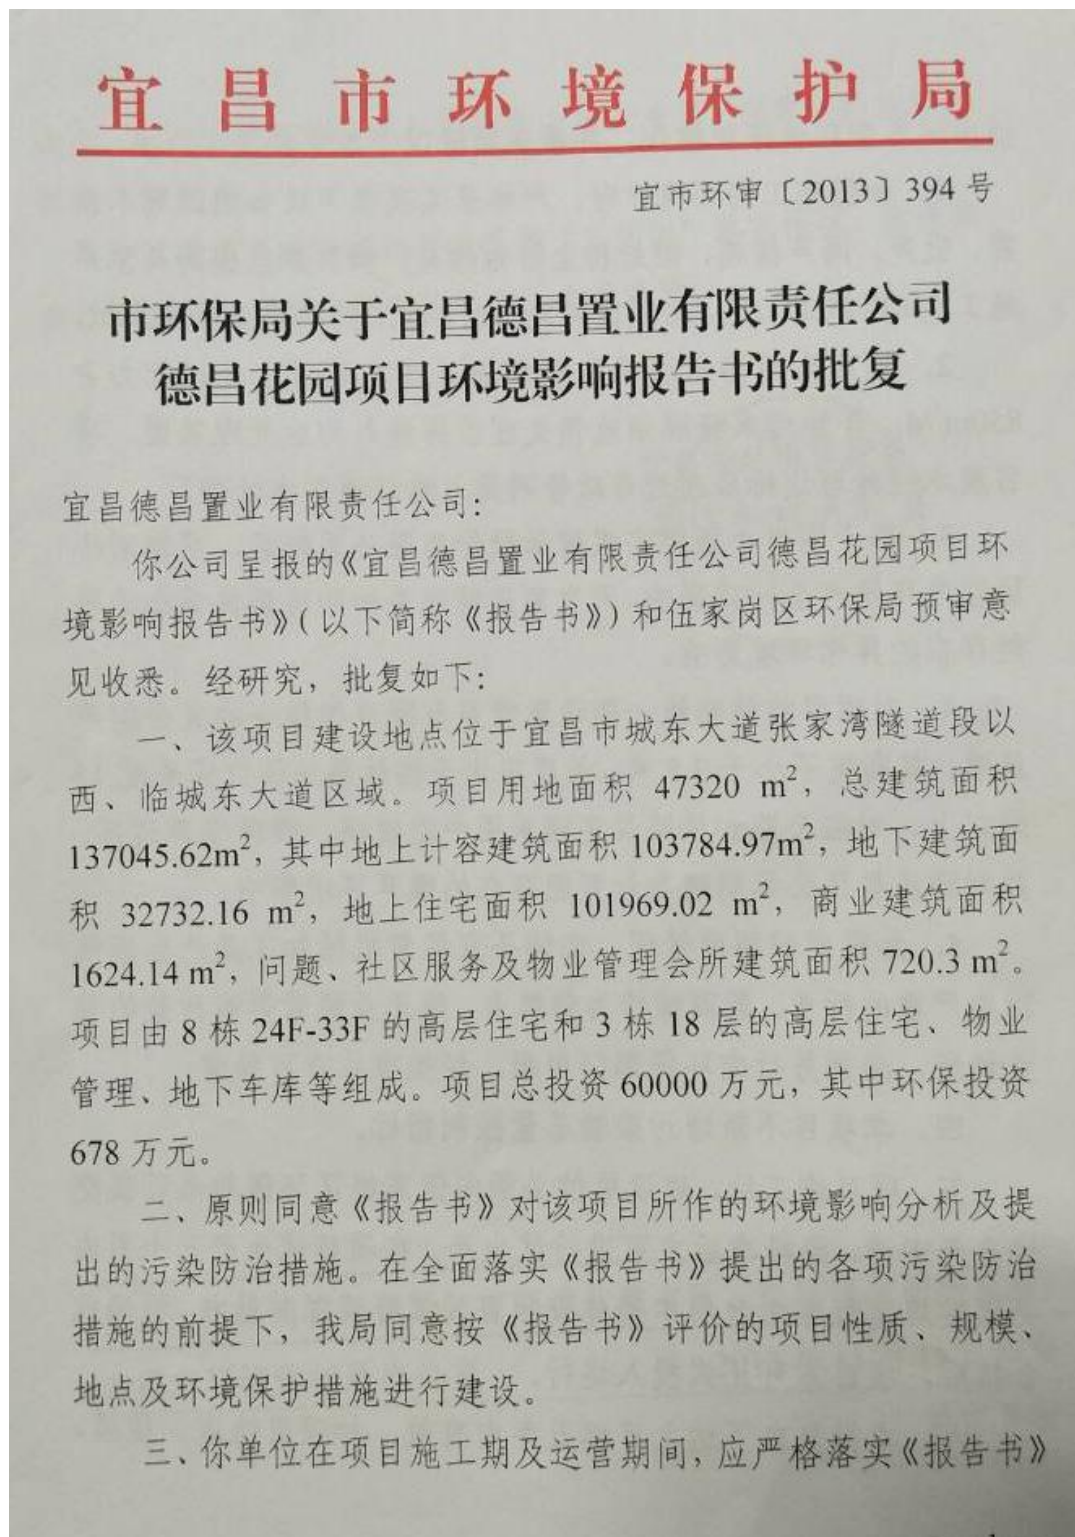 宜昌市环境保护局
宜市环审〔2013〕394号
市环保局关于宜昌德昌置业有限责任公司
德昌花园项目环境影响报告书的批复
宜昌德昌置业有限责任公司：
你公司呈报的《宜昌德昌置业有限责任公司德昌花园项目环
境影响报告书》(以下简称《报告书》)和伍家岗区环保局预审意
见收悉。经研究，批复如下：
一、该项目建设地点位于宜昌市城东大道张家湾隧道段以
西、临城东大道区域。项目用地面积 47320 m²，总建筑面积
137045.62m²，其中地上计容建筑面积 103784.97m²，地下建筑面
积 32732.16 m²，地上住宅面积 101969.02 m²，商业建筑面积
1624.14 m²，问题、社区服务及物业管理会所建筑面积 720.3 m²。
项目由 8 栋 24F-33F 的高层住宅和 3 栋 18 层的高层住宅、物业
管理、地下车库等组成。项目总投资 60000 万元，其中环保投资
678 万元。
二、原则同意《报告书》对该项目所作的环境影响分析及提
出的污染防治措施。在全面落实《报告书》提出的各项污染防治
措施的前提下，我局同意按《报告书》评价的项目性质、规模、
地点及环境保护措施进行建设。
三、你单位在项目施工期及运营期间，应严格落实《报告书》